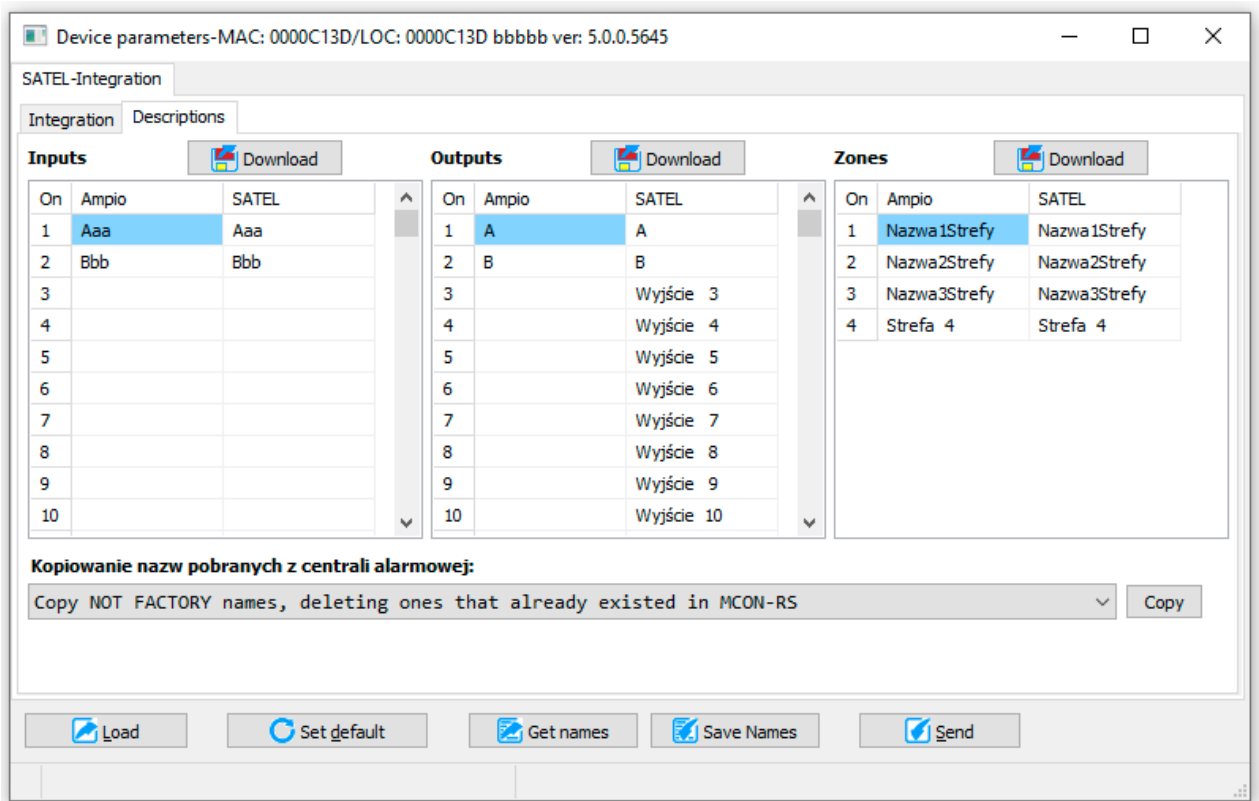 Device parameters-MAC: 0000C13D/LOC: 0000C13D bbbbb ver: 5.0.0.5645
SATEL-Integration
Integration Descriptions
Inputs Download Outputs Download Zones Download
On Ampio SATEL On Ampio SATEL On Ampio SATEL
1 Aaa Aaa 1 A A 1 Nazwa1Strefy Nazwa1Strefy
2 Bbb Bbb 2 B B 2 Nazwa2Strefy Nazwa2Strefy
3 3 Wyjście 3 3 Nazwa3Strefy Nazwa3Strefy
4 4 Wyjście 4 4 Strefa 4 Strefa 4
5 5 Wyjście 5
6 6 Wyjście 6
7 7 Wyjście 7
8 8 Wyjście 8
9 9 Wyjście 9
10 10 Wyjście 10
Kopiowanie nazw pobranych z centrali alarmowej:
Copy NOT FACTORY names, deleting ones that already existed in MCON-RS Copy
Load Set default Get names Save Names Send